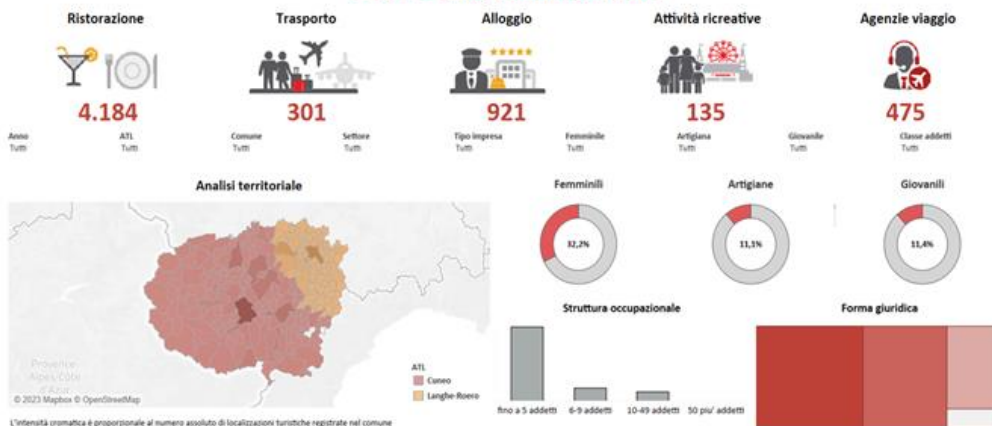 Ristorazione Trasporto Alloggio Attività ricreative Agenzie viaggio
4.184 301 921 135 475
Anno ATL Comune Settore Tipo impresa Femminile Artigiana Giovanile Classe addetti
Tutti Tutti Tutti Tutti Tutti Tutti Tutti Tutti Tutti
Analisi territoriale
Femminili Artigiane Giovanili
32,2% 11,1% 11,4%
Struttura occupazionale Forma giuridica
Provence-
Alpes/Côte
d'Azur
© 2023 Mapbox © OpenStreetMap
ATL
Cuneo
Langhe-Roero
fino a 5 addetti 6-9 addetti 10-49 addetti 50 piu' addetti
L'intensità cromatica è proporzionale al numero assoluto di localizzazioni turistiche registrate nel comune